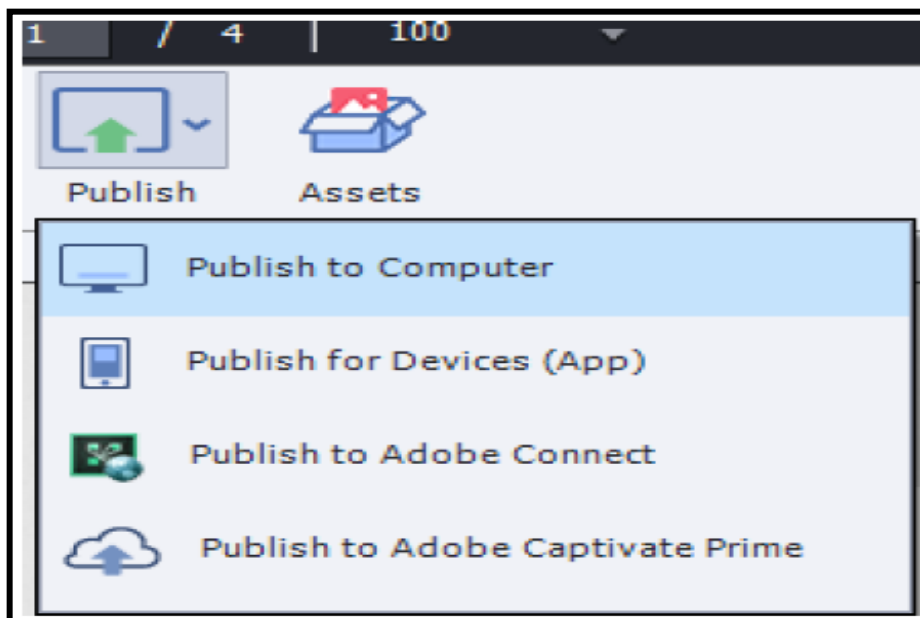 1 / 4 | 100
Publish Assets
Publish to Computer
Publish for Devices (App)
Publish to Adobe Connect
Publish to Adobe Captivate Prime